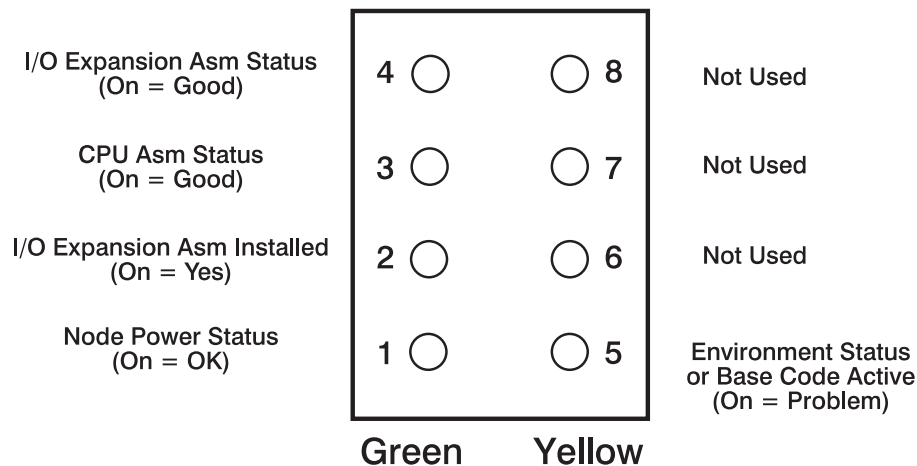 I/O Expansion Asm Status
(On = Good)
4
8
Not Used
CPU Asm Status
(On = Good)
3
7
Not Used
I/O Expansion Asm Installed
(On = Yes)
2
6
Not Used
Node Power Status
(On = OK)
1
5
Environment Status
or Base Code Active
(On = Problem)
Green
Yellow